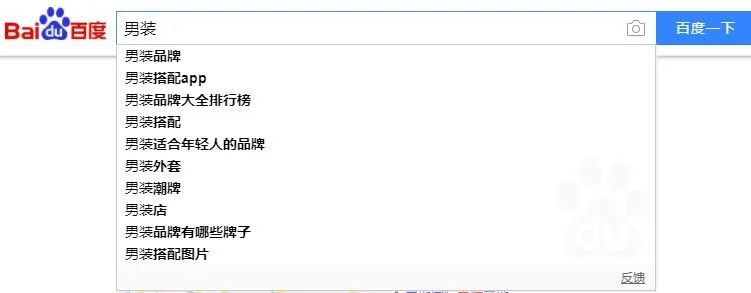 Bai du 百度
男装
百度一下
男装品牌
男装搭配app
男装品牌大全排行榜
男装搭配
男装适合年轻人的品牌
男装外套
男装潮牌
男装店
男装品牌有哪些牌子
男装搭配图片
du
反馈